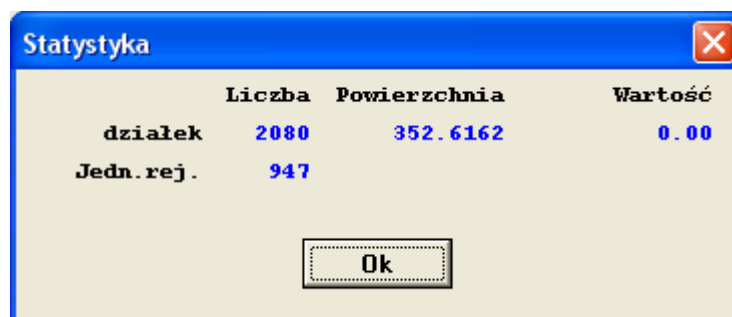 Statystyka
Liczba Powierzchnia Wartość
działek 2080 352.6162 0.00
Jedn.rej. 947
Ok